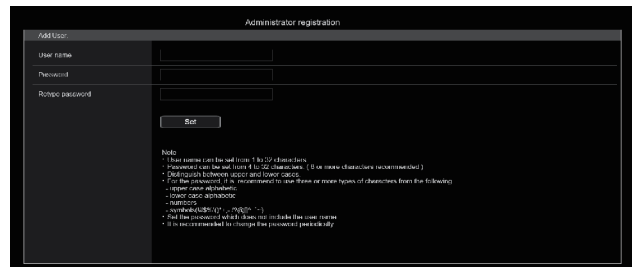 Administrator registration
Add User
User name
Password
Retype password
Set
Note
・User name can be set from 1 to 32 characters
・Password can be set from 4 to 32 characters. ( 8 or more characters recommended )
・Distinguish between upper and lower cases.
・For the password, it is recommend to use three or more types of characters from the following
- upper case alphabetic
- lower case alphabetic
- numbers
・Set the password which does not include the user name
・It is recommended to change the password periodically